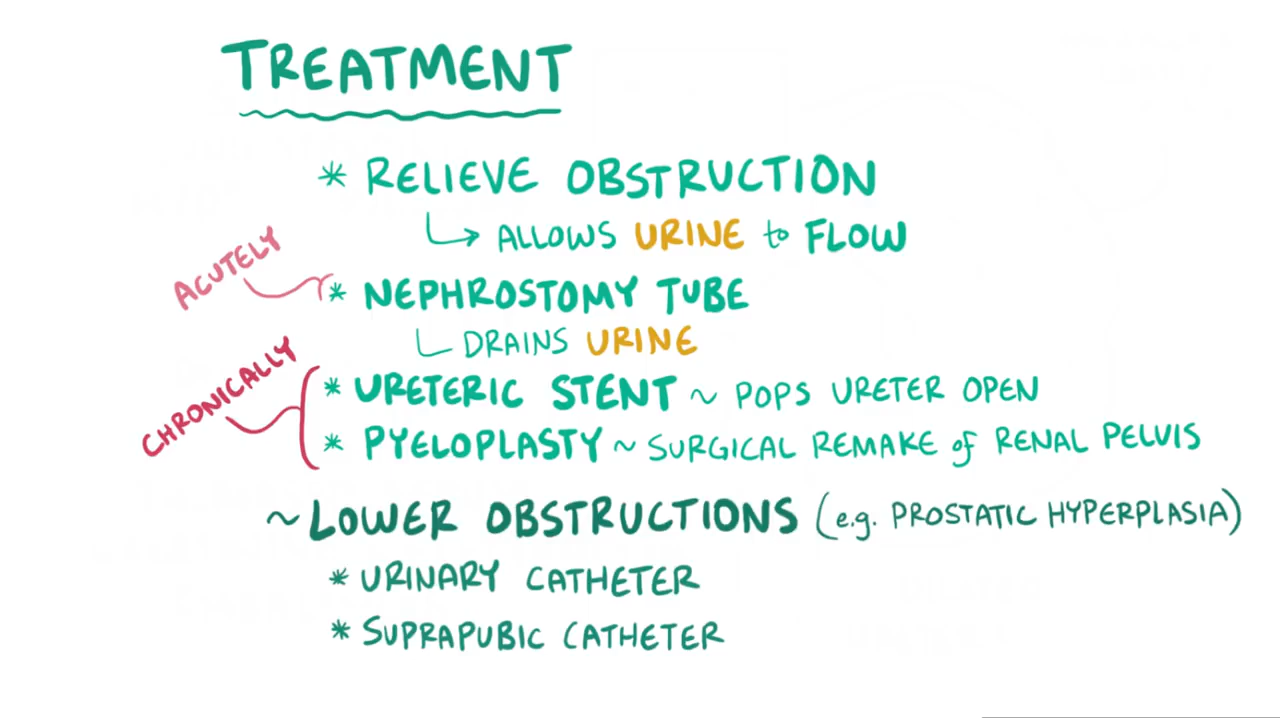 TREATMENT
* RELIEVE OBSTRUCTION
↳ ALLOWS URINE to FLOW
ACUTELY
* NEPHROSTOMY TUBE
DRAINS URINE
CHRONICALLY
* URETERIC STENT ~ POPS URETER OPEN
* PYELOPLASTY ~ SURGICAL REMAKE of RENAL PELVIS
~ LOWER OBSTRUCTIONS (e.g. PROSTATIC HYPERPLASIA)
* URINARY CATHETER
* SUPRAPUBIC CATHETER